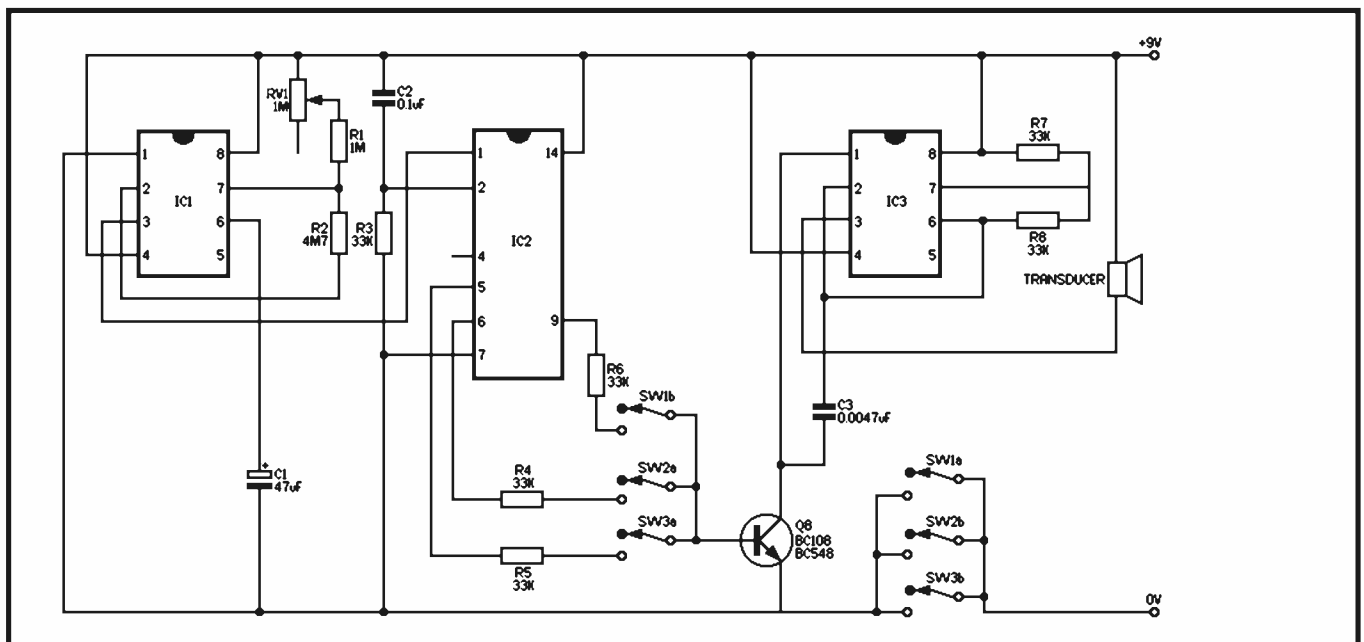 +9V
RV1
1M
C2
0.1uF
R1
1M
R7
33K
1
8
2
7
IC1
3
6
4
5
R2
4M7
R3
33K
1
14
2
IC2
4
5
6
9
7
1
8
2
7
IC3
3
6
4
5
R8
33K
TRANSDUCER
R6
33K
SW1b
C3
0.0047uF
+
C1
47uF
R4
33K
SW2a
SW1a
SW3a
Q8
BC108
BC548
SW2b
R5
33K
SW3b
0V